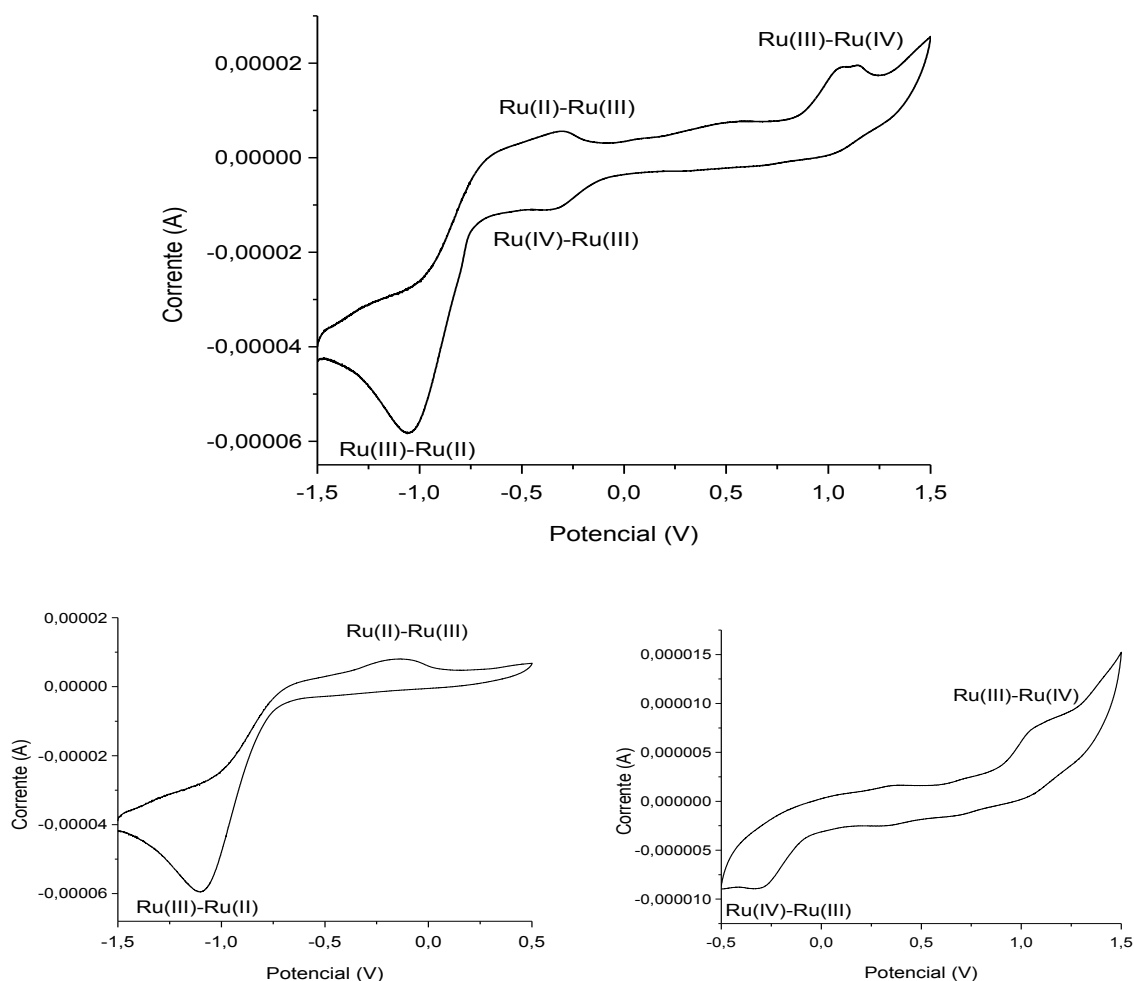 Ru(III)-Ru(IV)
0,00002
Ru(II)-Ru(III)
0,00000
Ru(IV)-Ru(III)
-0,00002
-0,00004
-0,00006
Ru(III)-Ru(II)
Corrente (A)
-1,5 -1,0 -0,5 0,0 0,5 1,0 1,5
Potencial (V)
0,00002
Ru(II)-Ru(III)
0,00000
-0,00002
-0,00004
-0,00006
Ru(III)-Ru(II)
Corrente (A)
-1,5 -1,0 -0,5 0,0 0,5
Potencial (V)
0,000015
Ru(III)-Ru(IV)
0,000010
0,000005
0,000000
-0,000005
-0,000010
Ru(IV)-Ru(III)
Corrente (A)
-0,5 0,0 0,5 1,0 1,5
Potencial (V)